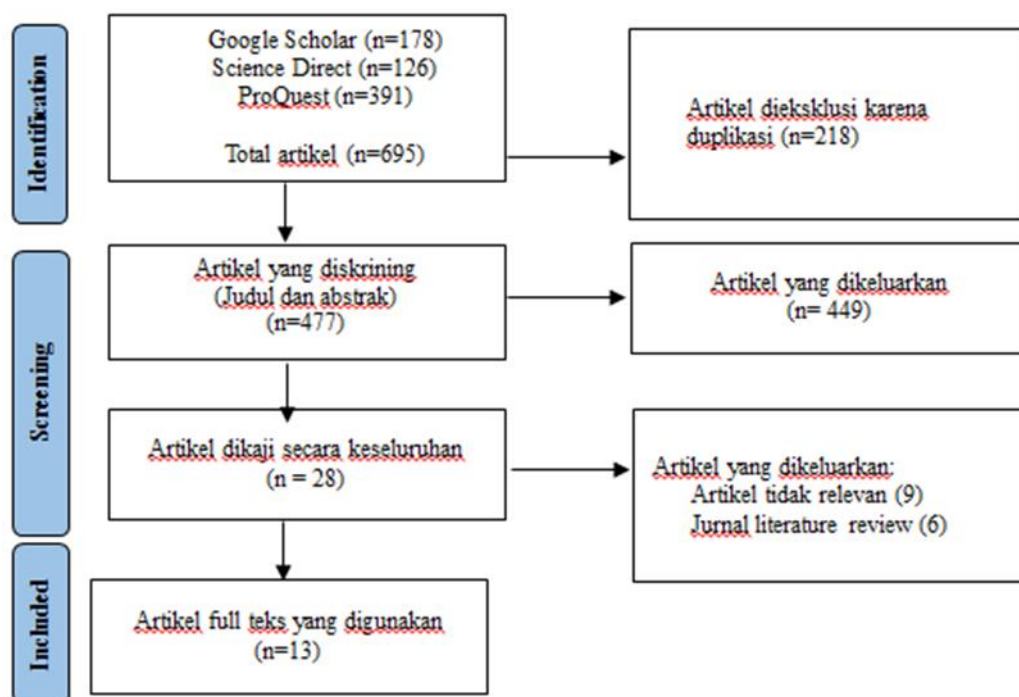 Identification
Google Scholar (n=178)
Science Direct (n=126)
ProQuest (n=391)
Total artikel (n=695)
Artikel dieksklusi karena
duplikasi (n=218)
Screening
Artikel yang diskrining
(Judul dan abstrak)
(n=477)
Artikel yang dikeluarkan
(n= 449)
Artikel dikaji secara keseluruhan
(n = 28)
Artikel yang dikeluarkan:
Artikel tidak relevan (9)
Jurnal literature review (6)
Included
Artikel full teks yang digunakan
(n=13)